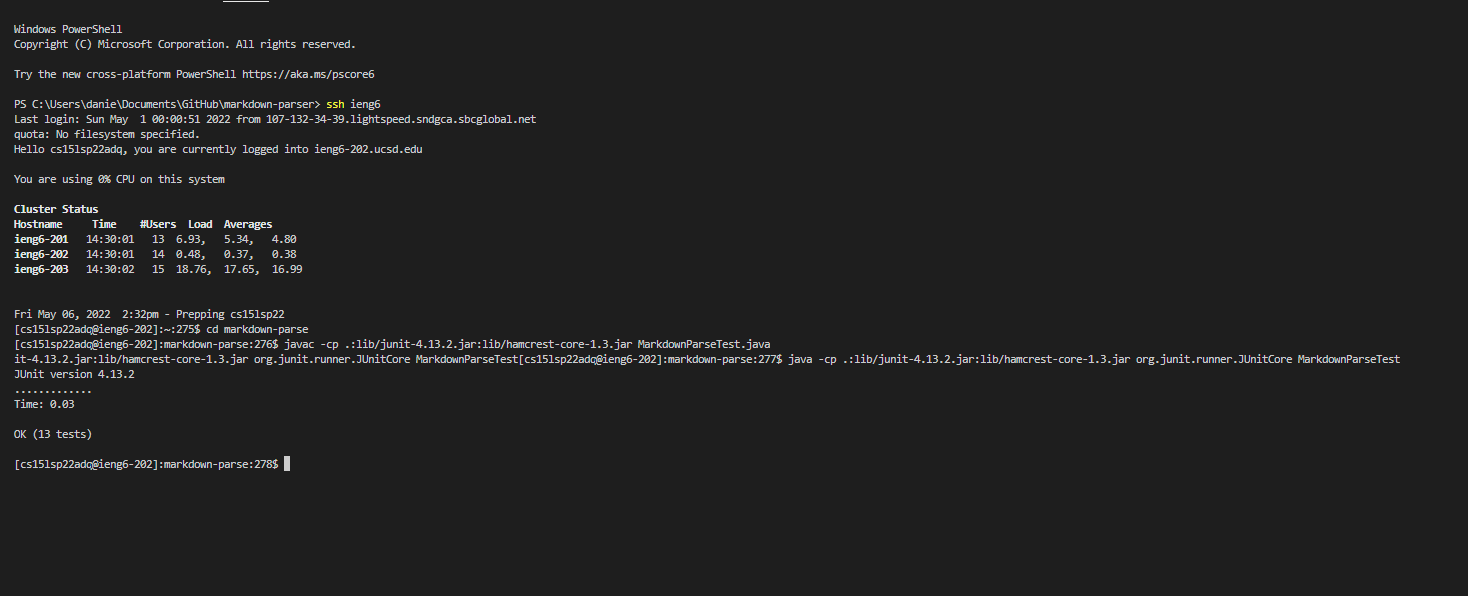 Windows PowerShell
Copyright (C) Microsoft Corporation. All rights reserved.
Try the new cross-platform PowerShell https://aka.ms/pscore6
PS C:\Users\danie\Documents\GitHub\markdown-parser> ssh ieng6
Last login: Sun May  1 00:00:51 2022 from 107-132-34-39.lightspeed.sndgca.sbcglobal.net
quota: No filesystem specified.
Hello cs15lsp22adq, you are currently logged into ieng6-202.ucsd.edu
You are using 0% CPU on this system
Cluster Status
Hostname     Time    #Users  Load  Averages
ieng6-201   14:30:01   13  6.93,   5.34,   4.80
ieng6-202   14:30:01   14  0.48,   0.37,   0.38
ieng6-203   14:30:02   15  18.76,  17.65,  16.99
Fri May 06, 2022  2:32pm - Prepping cs15lsp22
[cs15lsp22adq@ieng6-202]:~:275$ cd markdown-parse
[cs15lsp22adq@ieng6-202]:markdown-parse:276$ javac -cp .:lib/junit-4.13.2.jar:lib/hamcrest-core-1.3.jar MarkdownParseTest.java
it-4.13.2.jar:lib/hamcrest-core-1.3.jar org.junit.runner.JUnitCore MarkdownParseTest[cs15lsp22adq@ieng6-202]:markdown-parse:277$ java -cp .:lib/junit-4.13.2.jar:lib/hamcrest-core-1.3.jar org.junit.runner.JUnitCore MarkdownParseTest
JUnit version 4.13.2
.............
Time: 0.03
OK (13 tests)
[cs15lsp22adq@ieng6-202]:markdown-parse:278$